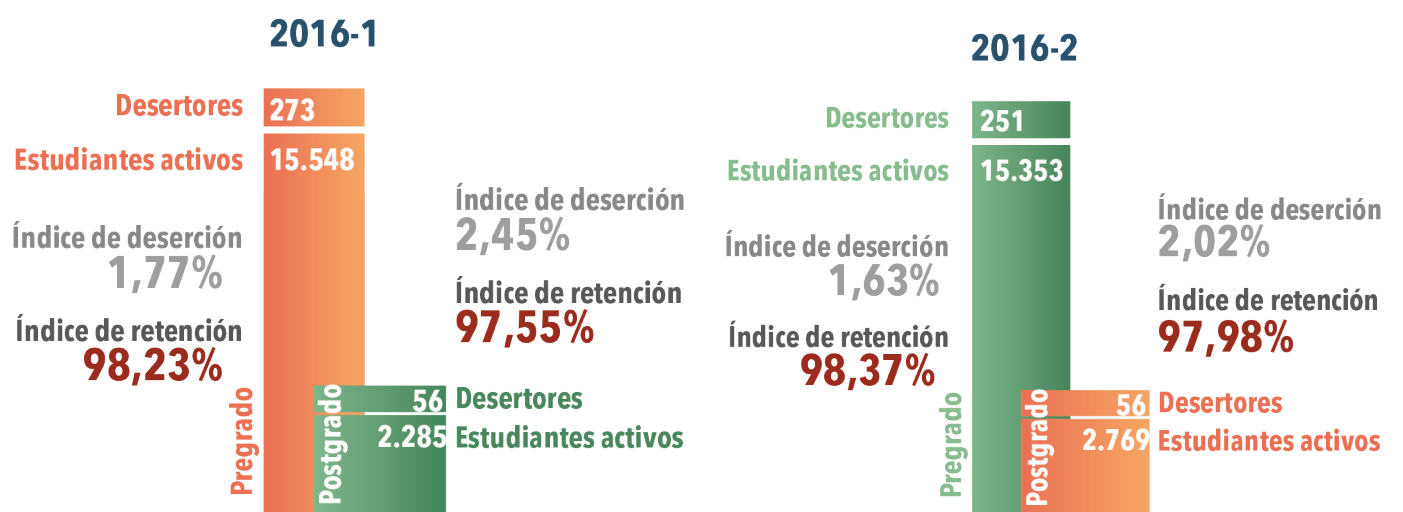 2016-1
Desertores
273
Estudiantes activos
15.548
Índice de deserción
1,77%
Índice de retención
98,23%
Pregrado
Índice de deserción
2,45%
Índice de retención
97,55%
Postgrado
56
Desertores
2.285
Estudiantes activos
2016-2
Desertores
251
Estudiantes activos
15.353
Índice de deserción
1,63%
Índice de retención
98,37%
Pregrado
Índice de deserción
2,02%
Índice de retención
97,98%
Postgrado
56
Desertores
2.769
Estudiantes activos